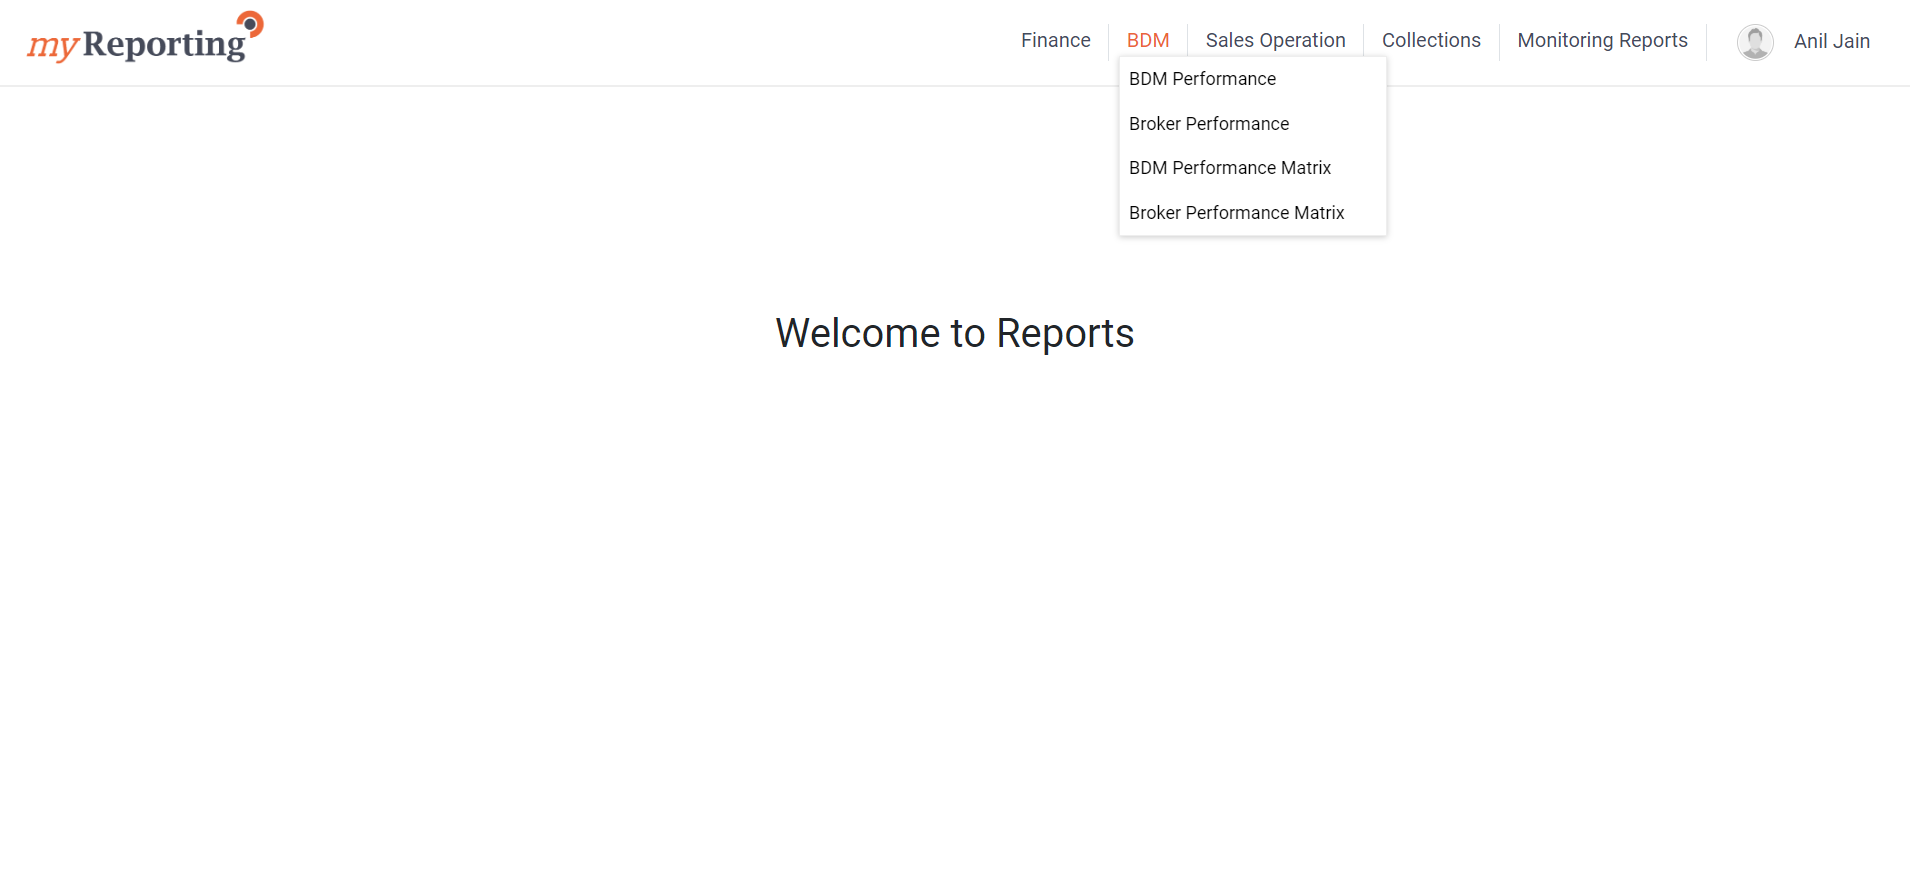 myReporting
Finance
BDM
Sales Operation
Collections
Monitoring Reports
Anil Jain
BDM Performance
Broker Performance
BDM Performance Matrix
Broker Performance Matrix
Welcome to Reports